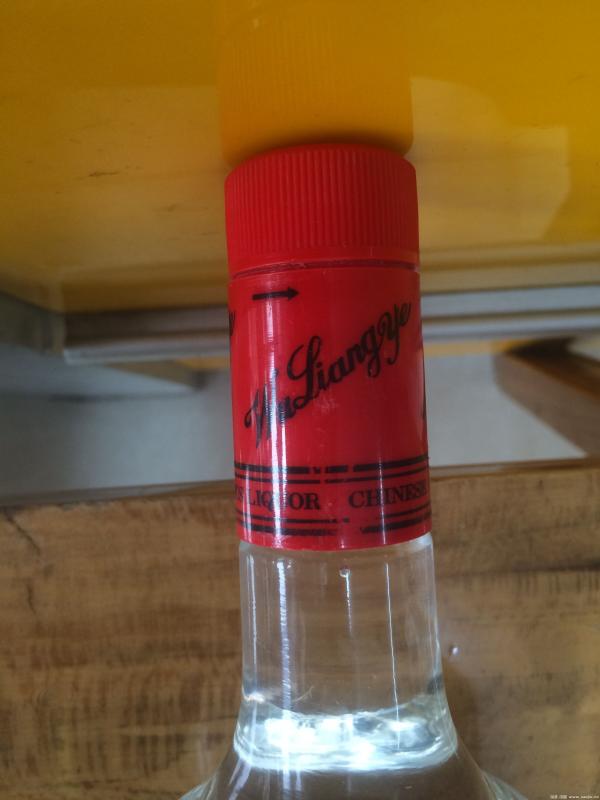 →
WuLiangye
'S LIQUOR CHINESE